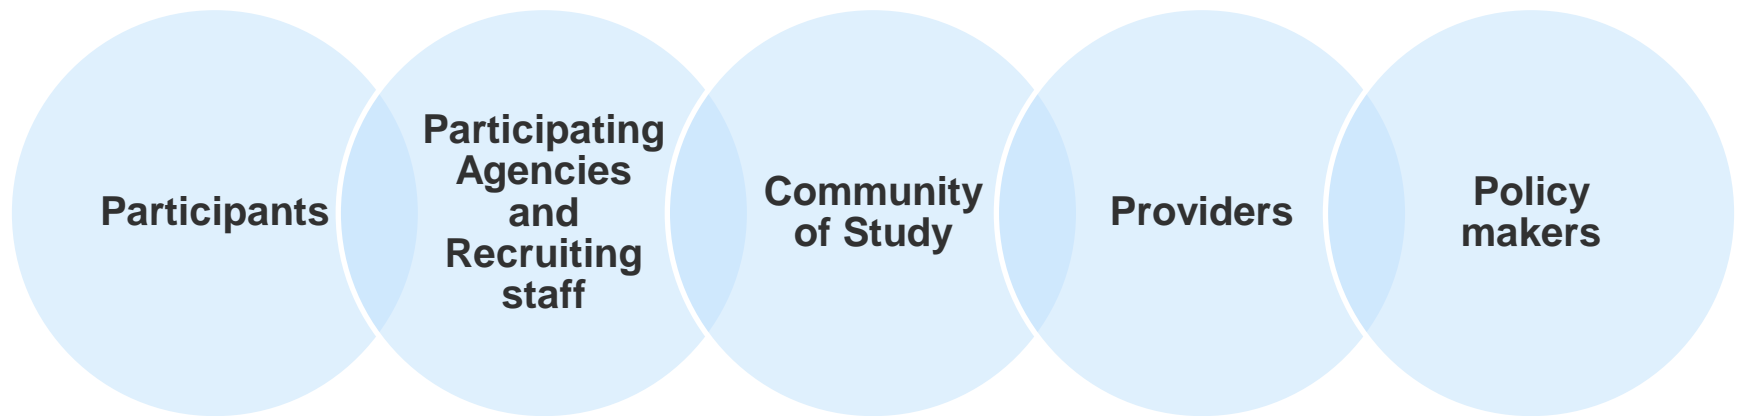 Participants
Participating
Agencies
and
Recruiting
staff
Community
of Study
Providers
Policy
makers